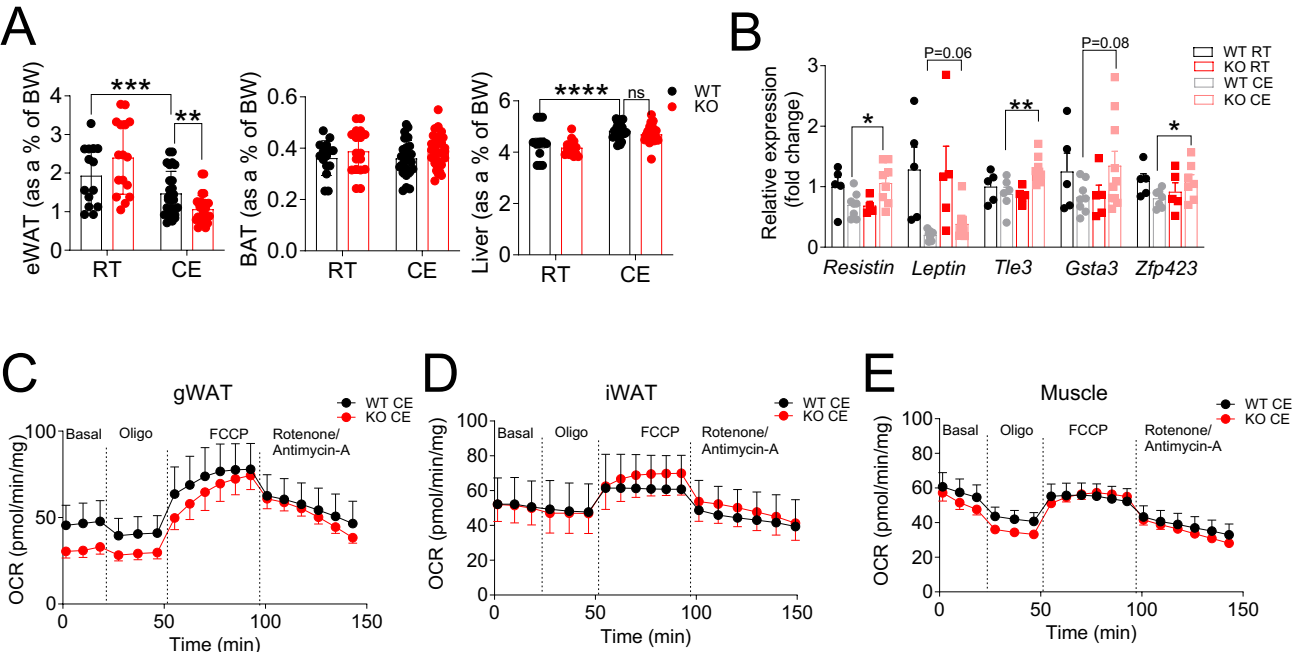 A
eWAT (as a % of BW)
4
3
2
1
0
***
**
RT
CE
BAT (as a % of BW)
0.6
0.4
0.2
0.0
RT
CE
Liver (as a % of BW)
6
4
2
0
****
ns
RT
CE
WT
KO
B
Relative expression
(fold change)
3
2
1
0
*
P=0.06
**
P=0.08
*
Resistin
Leptin
Tle3
Gsta3
Zfp423
WT RT
KO RT
WT CE
KO CE
C
gWAT
WT CE
KO CE
OCR (pmol/min/mg)
100
50
0
Basal
Oligo
FCCP
Rotenone/
Antimycin-A
0
50
100
150
Time (min)
D
iWAT
WT CE
KO CE
OCR (pmol/min/mg)
100
80
60
40
20
0
Basal
Oligo
FCCP
Rotenone/
Antimycin-A
0
50
100
150
Time (min)
E
Muscle
WT CE
KO CE
OCR (pmol/min/mg)
100
80
60
40
20
0
Basal
Oligo
FCCP
Rotenone/
Antimycin-A
0
50
100
150
Time (min)